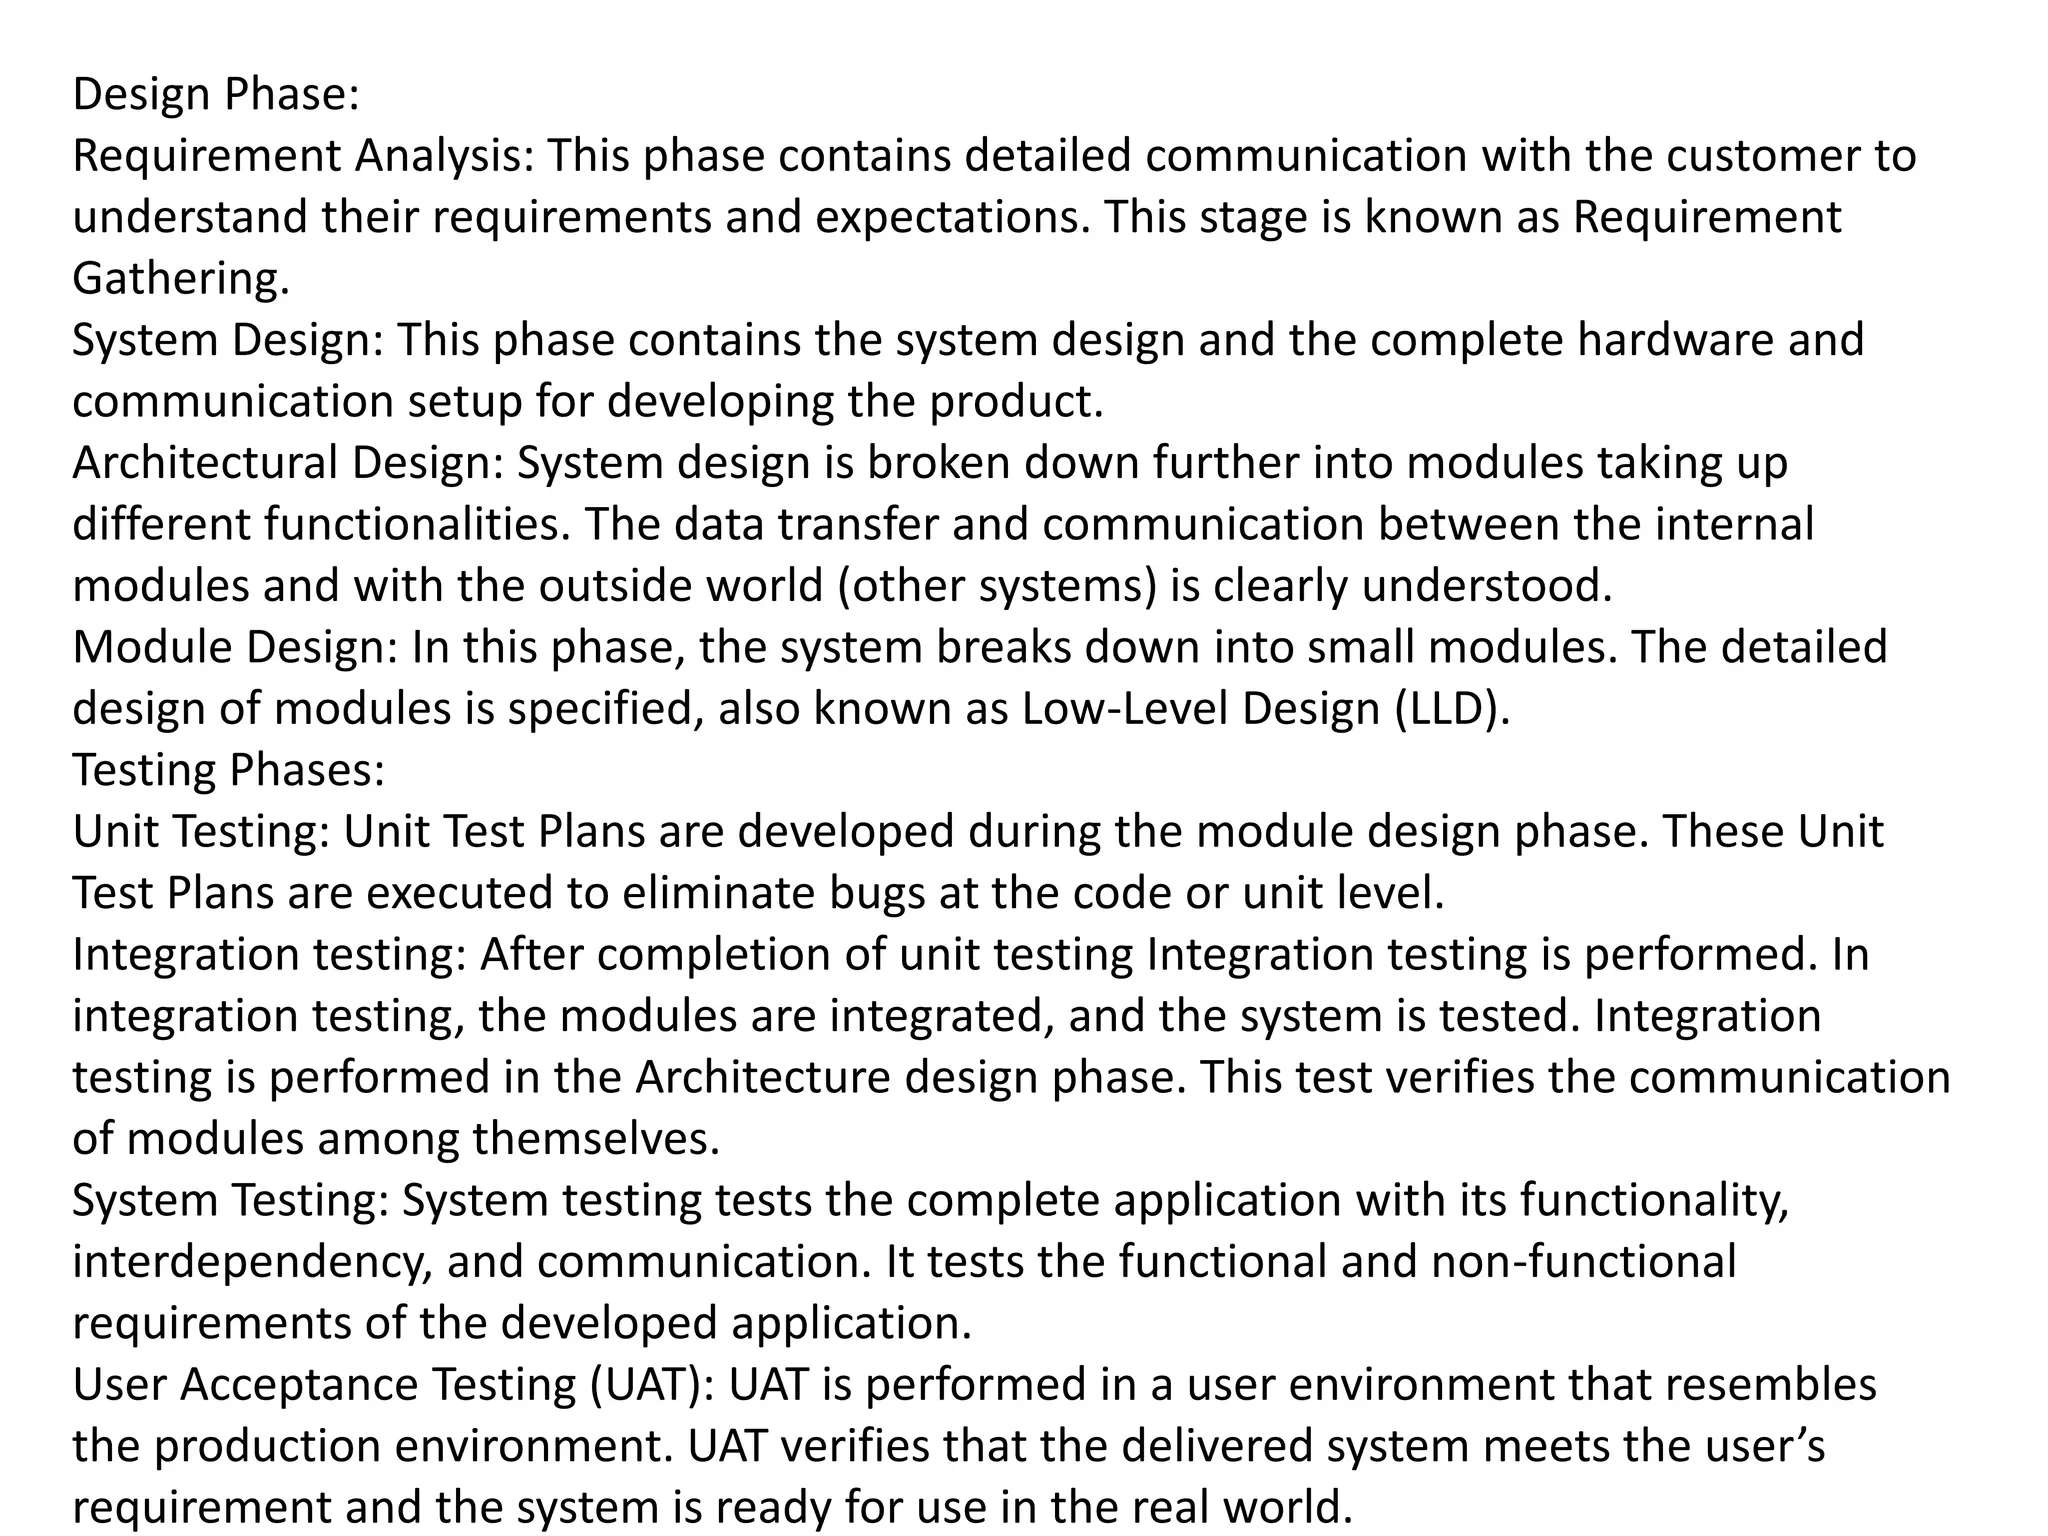 Design Phase:
Requirement Analysis: This phase contains detailed communication with the customer to
understand their requirements and expectations. This stage is known as Requirement
Gathering.
System Design: This phase contains the system design and the complete hardware and
communication setup for developing the product.
Architectural Design: System design is broken down further into modules taking up
different functionalities. The data transfer and communication between the internal
modules and with the outside world (other systems) is clearly understood.
Module Design: In this phase, the system breaks down into small modules. The detailed
design of modules is specified, also known as Low-Level Design (LLD).
Testing Phases:
Unit Testing: Unit Test Plans are developed during the module design phase. These Unit
Test Plans are executed to eliminate bugs at the code or unit level.
Integration testing: After completion of unit testing Integration testing is performed. In
integration testing, the modules are integrated, and the system is tested. Integration
testing is performed in the Architecture design phase. This test verifies the communication
of modules among themselves.
System Testing: System testing tests the complete application with its functionality,
interdependency, and communication. It tests the functional and non-functional
requirements of the developed application.
User Acceptance Testing (UAT): UAT is performed in a user environment that resembles
the production environment. UAT verifies that the delivered system meets the user’s
requirement and the system is ready for use in the real world.